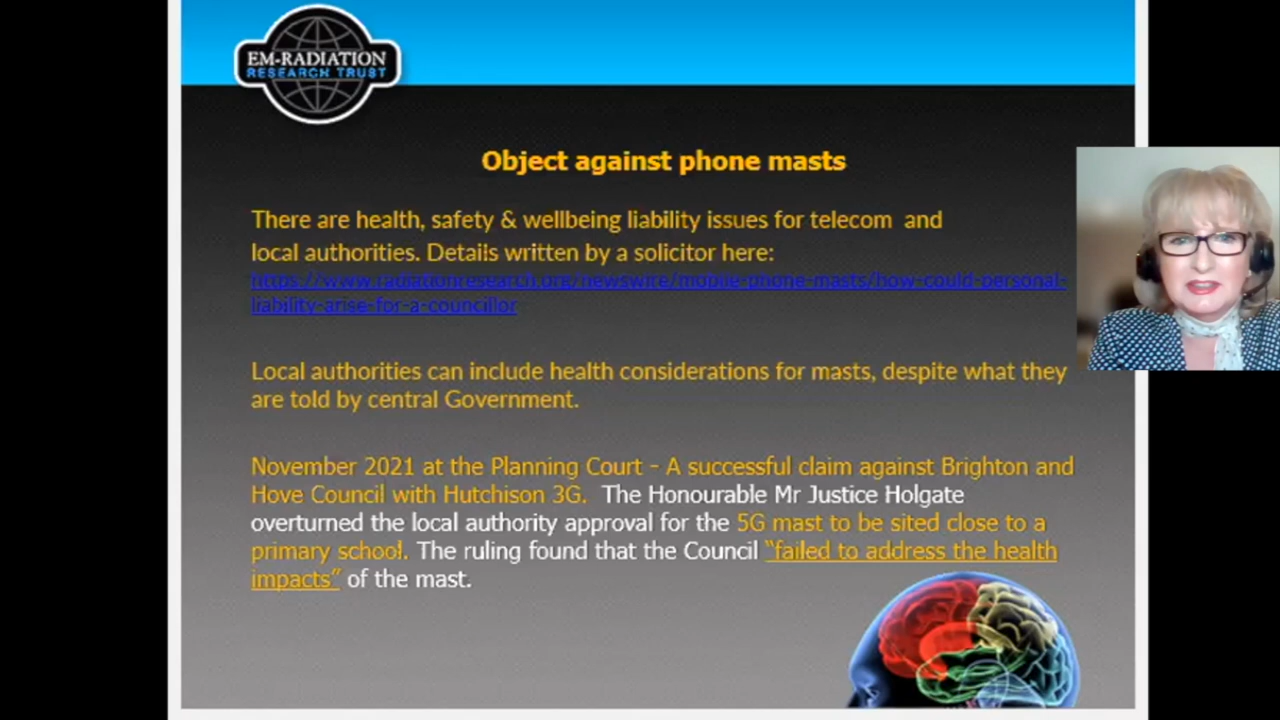 EM-RADIATION
RESEARCH TRUST
Object against phone masts
There are health, safety & wellbeing liability issues for telecom and
local authorities. Details written by a solicitor here:
https://www.radiationresearch.org/newswire/mobile-phone-masts/how-could-personal-
liability-arise-for-a-councillor
Local authorities can include health considerations for masts, despite what they
are told by central Government.
November 2021 at the Planning Court - A successful claim against Brighton and
Hove Council with Hutchison 3G. The Honourable Mr Justice Holgate
overturned the local authority approval for the 5G mast to be sited close to a
primary school. The ruling found that the Council "failed to address the health
impacts" of the mast.